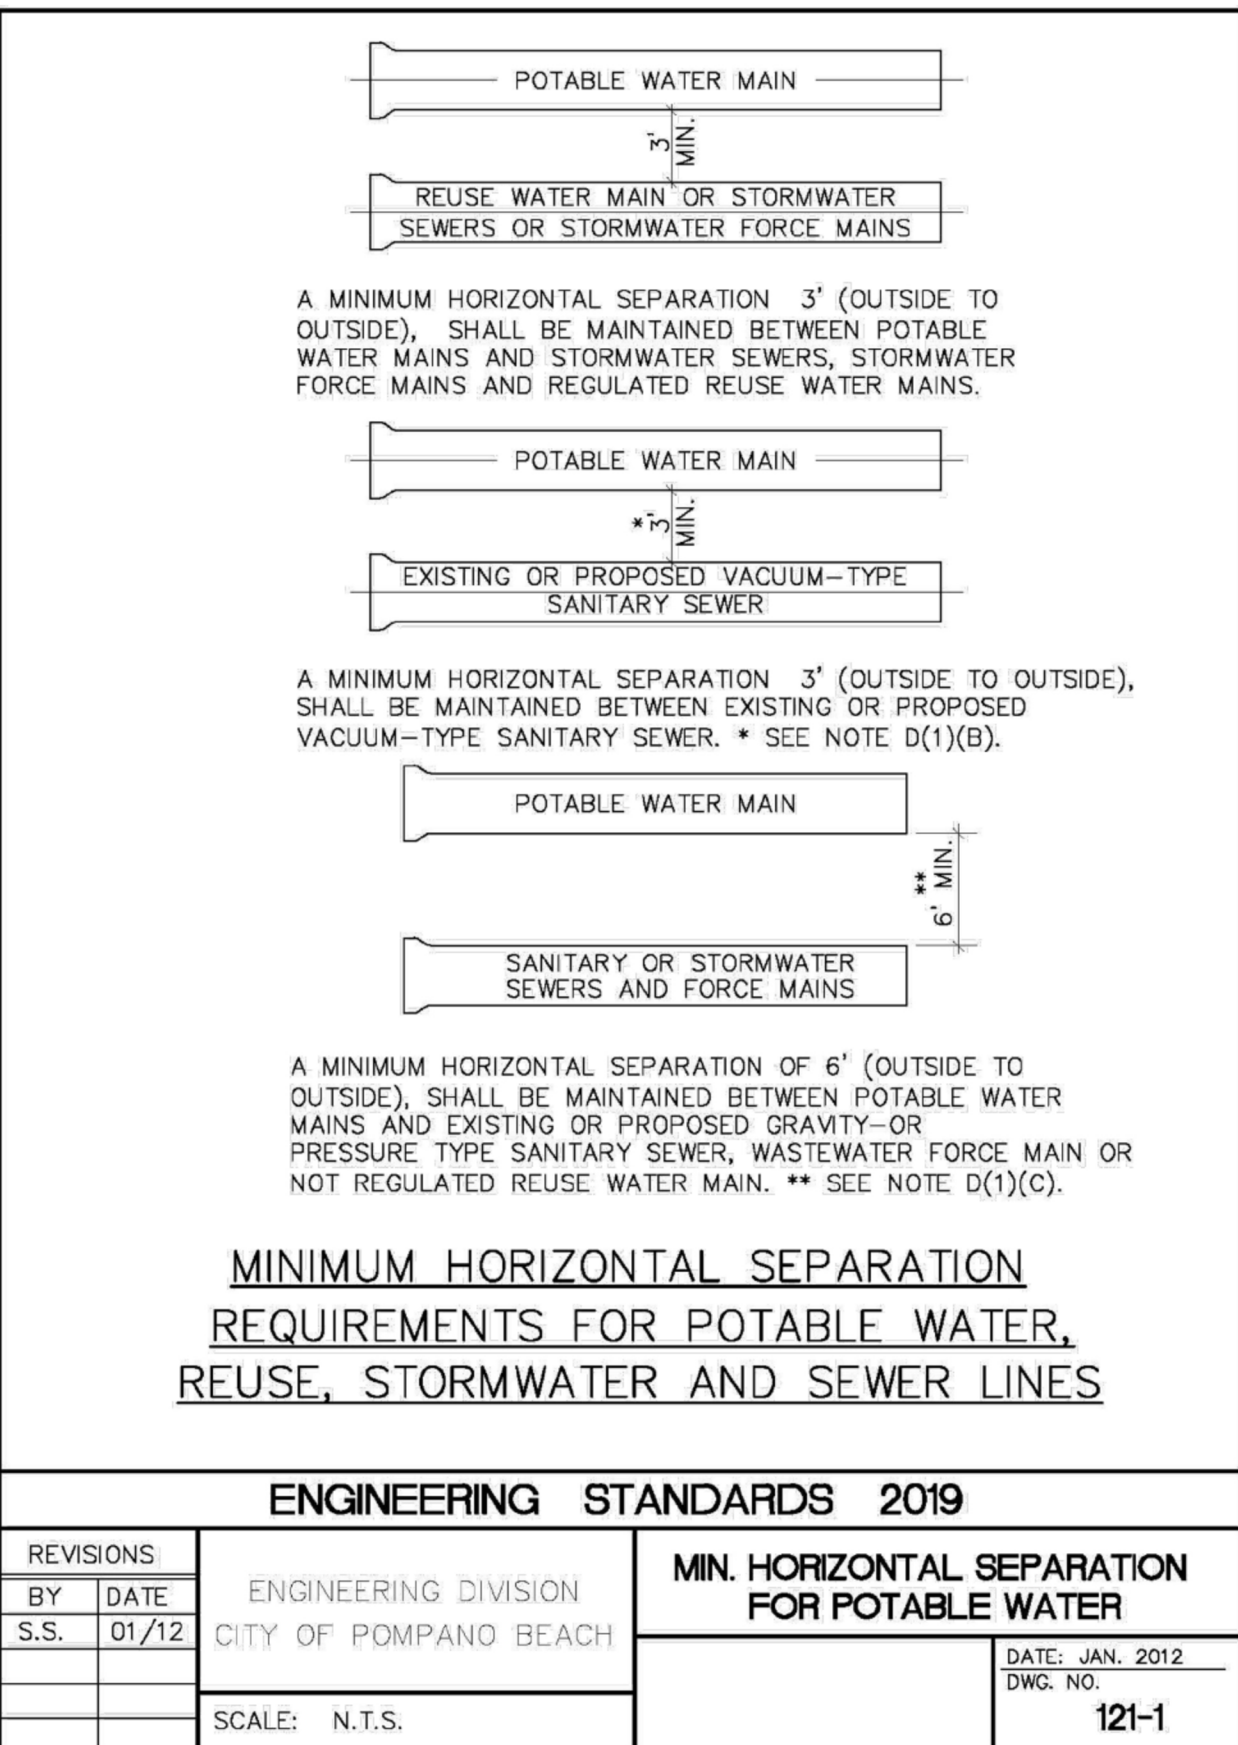 POTABLE WATER MAIN
3' MIN.
REUSE WATER MAIN OR STORMWATER
SEWERS OR STORMWATER FORCE MAINS
A MINIMUM HORIZONTAL SEPARATION 3' (OUTSIDE TO
OUTSIDE), SHALL BE MAINTAINED BETWEEN POTABLE
WATER MAINS AND STORMWATER SEWERS, STORMWATER
FORCE MAINS AND REGULATED REUSE WATER MAINS.
POTABLE WATER MAIN
*3' MIN.
EXISTING OR PROPOSED VACUUM-TYPE
SANITARY SEWER
A MINIMUM HORIZONTAL SEPARATION 3' (OUTSIDE TO OUTSIDE),
SHALL BE MAINTAINED BETWEEN EXISTING OR PROPOSED
VACUUM-TYPE SANITARY SEWER. * SEE NOTE D(1)(B).
POTABLE WATER MAIN
**
6' MIN.
SANITARY OR STORMWATER
SEWERS AND FORCE MAINS
A MINIMUM HORIZONTAL SEPARATION OF 6' (OUTSIDE TO
OUTSIDE), SHALL BE MAINTAINED BETWEEN POTABLE WATER
MAINS AND EXISTING OR PROPOSED GRAVITY-OR
PRESSURE TYPE SANITARY SEWER, WASTEWATER FORCE MAIN OR
NOT REGULATED REUSE WATER MAIN. ** SEE NOTE D(1)(C).
MINIMUM HORIZONTAL SEPARATION
REQUIREMENTS FOR POTABLE WATER,
REUSE, STORMWATER AND SEWER LINES
ENGINEERING STANDARDS 2019
REVISIONS
BY DATE
S.S. 01/12
ENGINEERING DIVISION
CITY OF POMPANO BEACH
SCALE: N.T.S.
MIN. HORIZONTAL SEPARATION
FOR POTABLE WATER
DATE: JAN. 2012
DWG. NO.
121-1